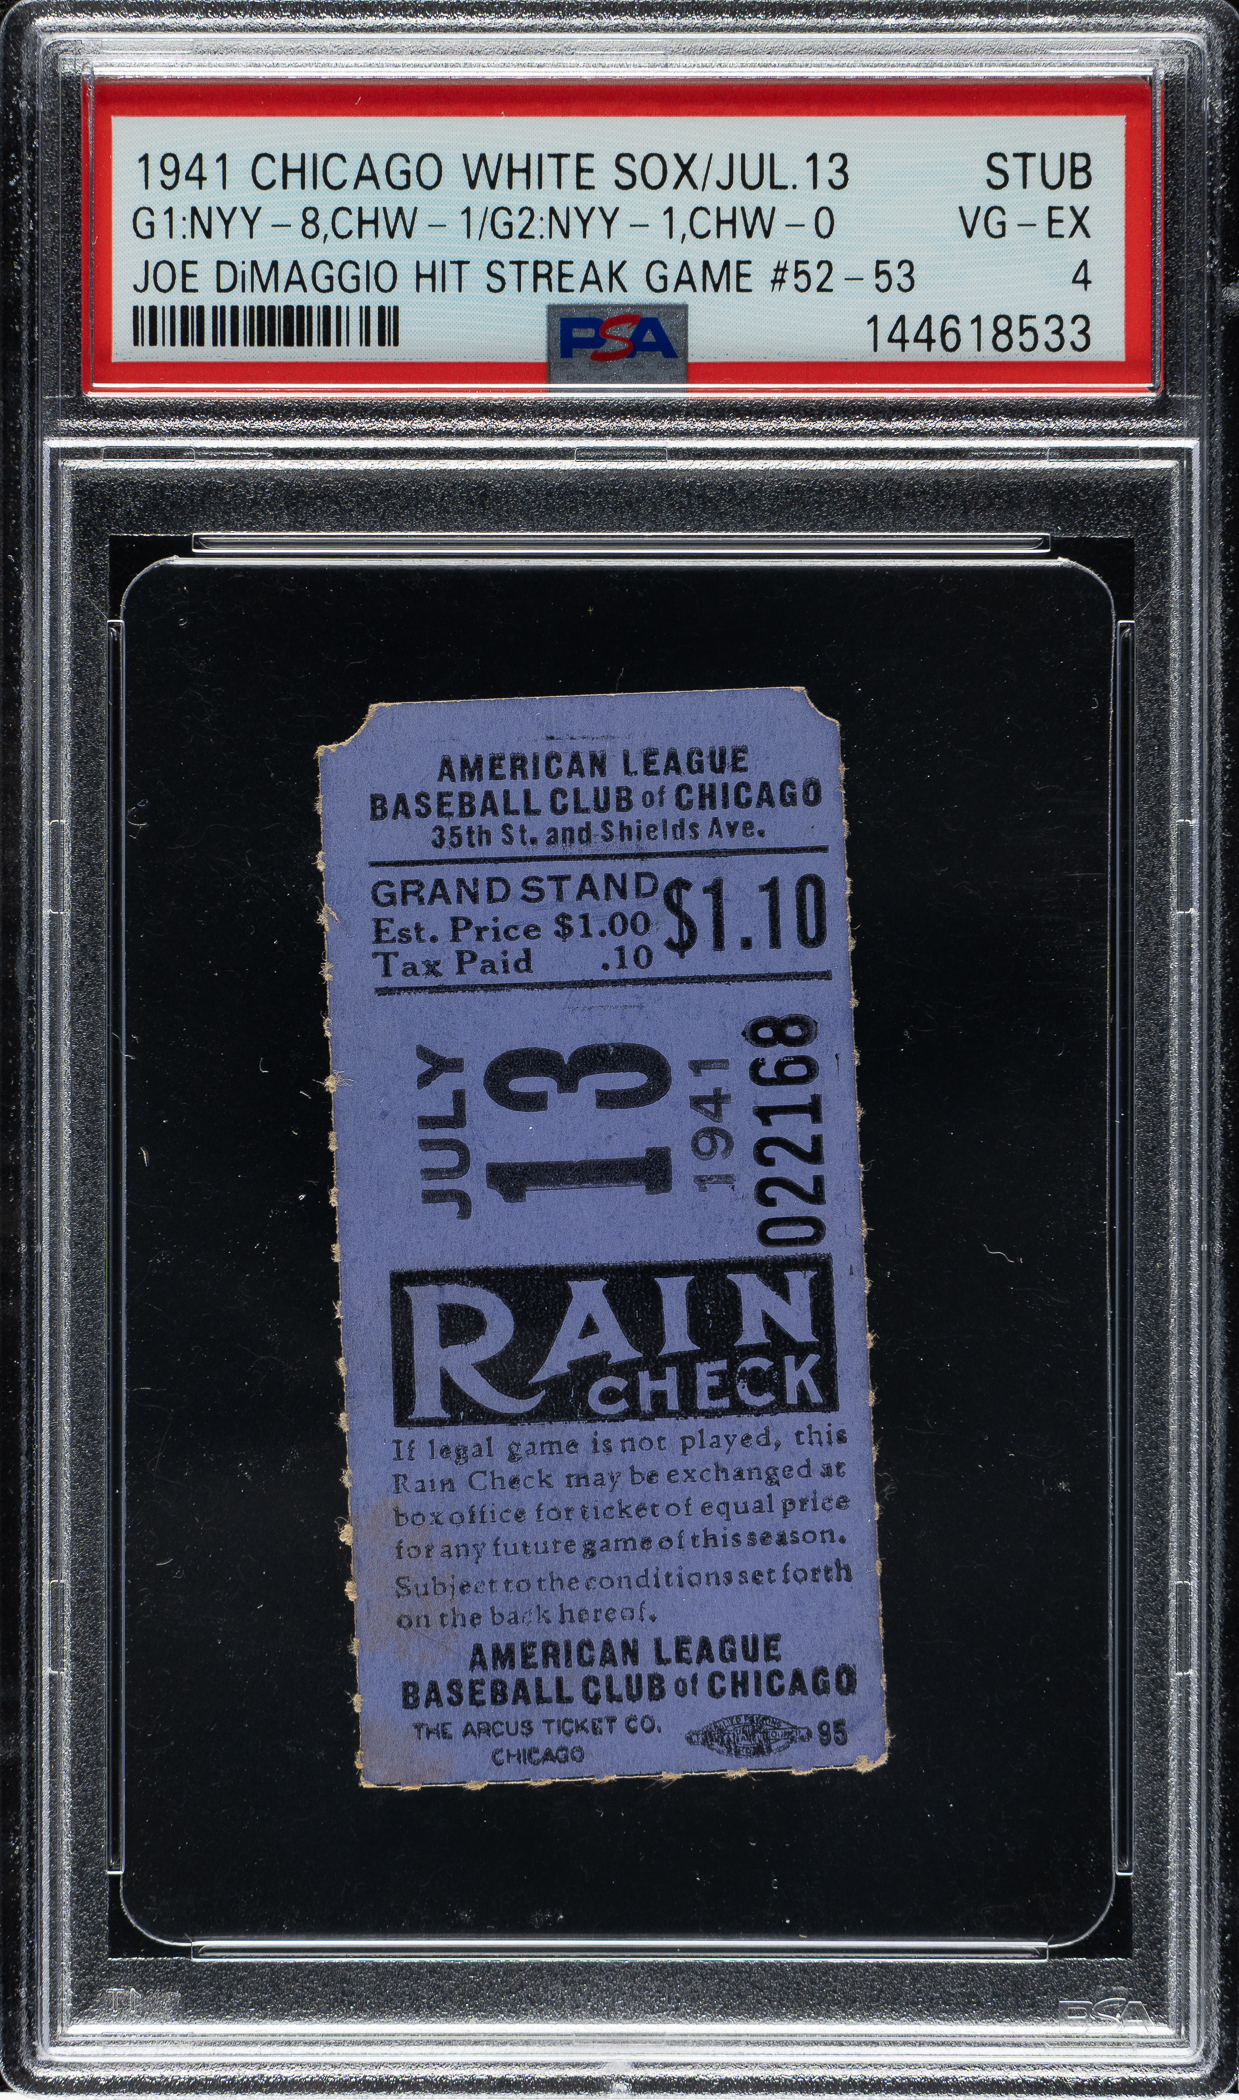 1941 CHICAGO WHITE SOX/JUL.13 STUB
G1:NYY-8,CHW-1/G2:NYY-1,CHW-0 VG-EX
JOE DiMAGGIO HIT STREAK GAME #52-53 4
PSA 144618533
AMERICAN LEAGUE
BASEBALL CLUB of CHICAGO
35th St. and Shields Ave.
GRAND STAND
Est. Price $1.00
Tax Paid .10
$1.10
JULY
13
1941
022168
RAIN
CHECK
If legal game is not played, this
Rain Check may be exchanged at
box office for ticket of equal price
for any future game of this season.
Subject to the conditions set forth
on the back hereof.
AMERICAN LEAGUE
BASEBALL CLUB of CHICAGO
THE ARCUS TICKET CO.
CHICAGO
95
PSA